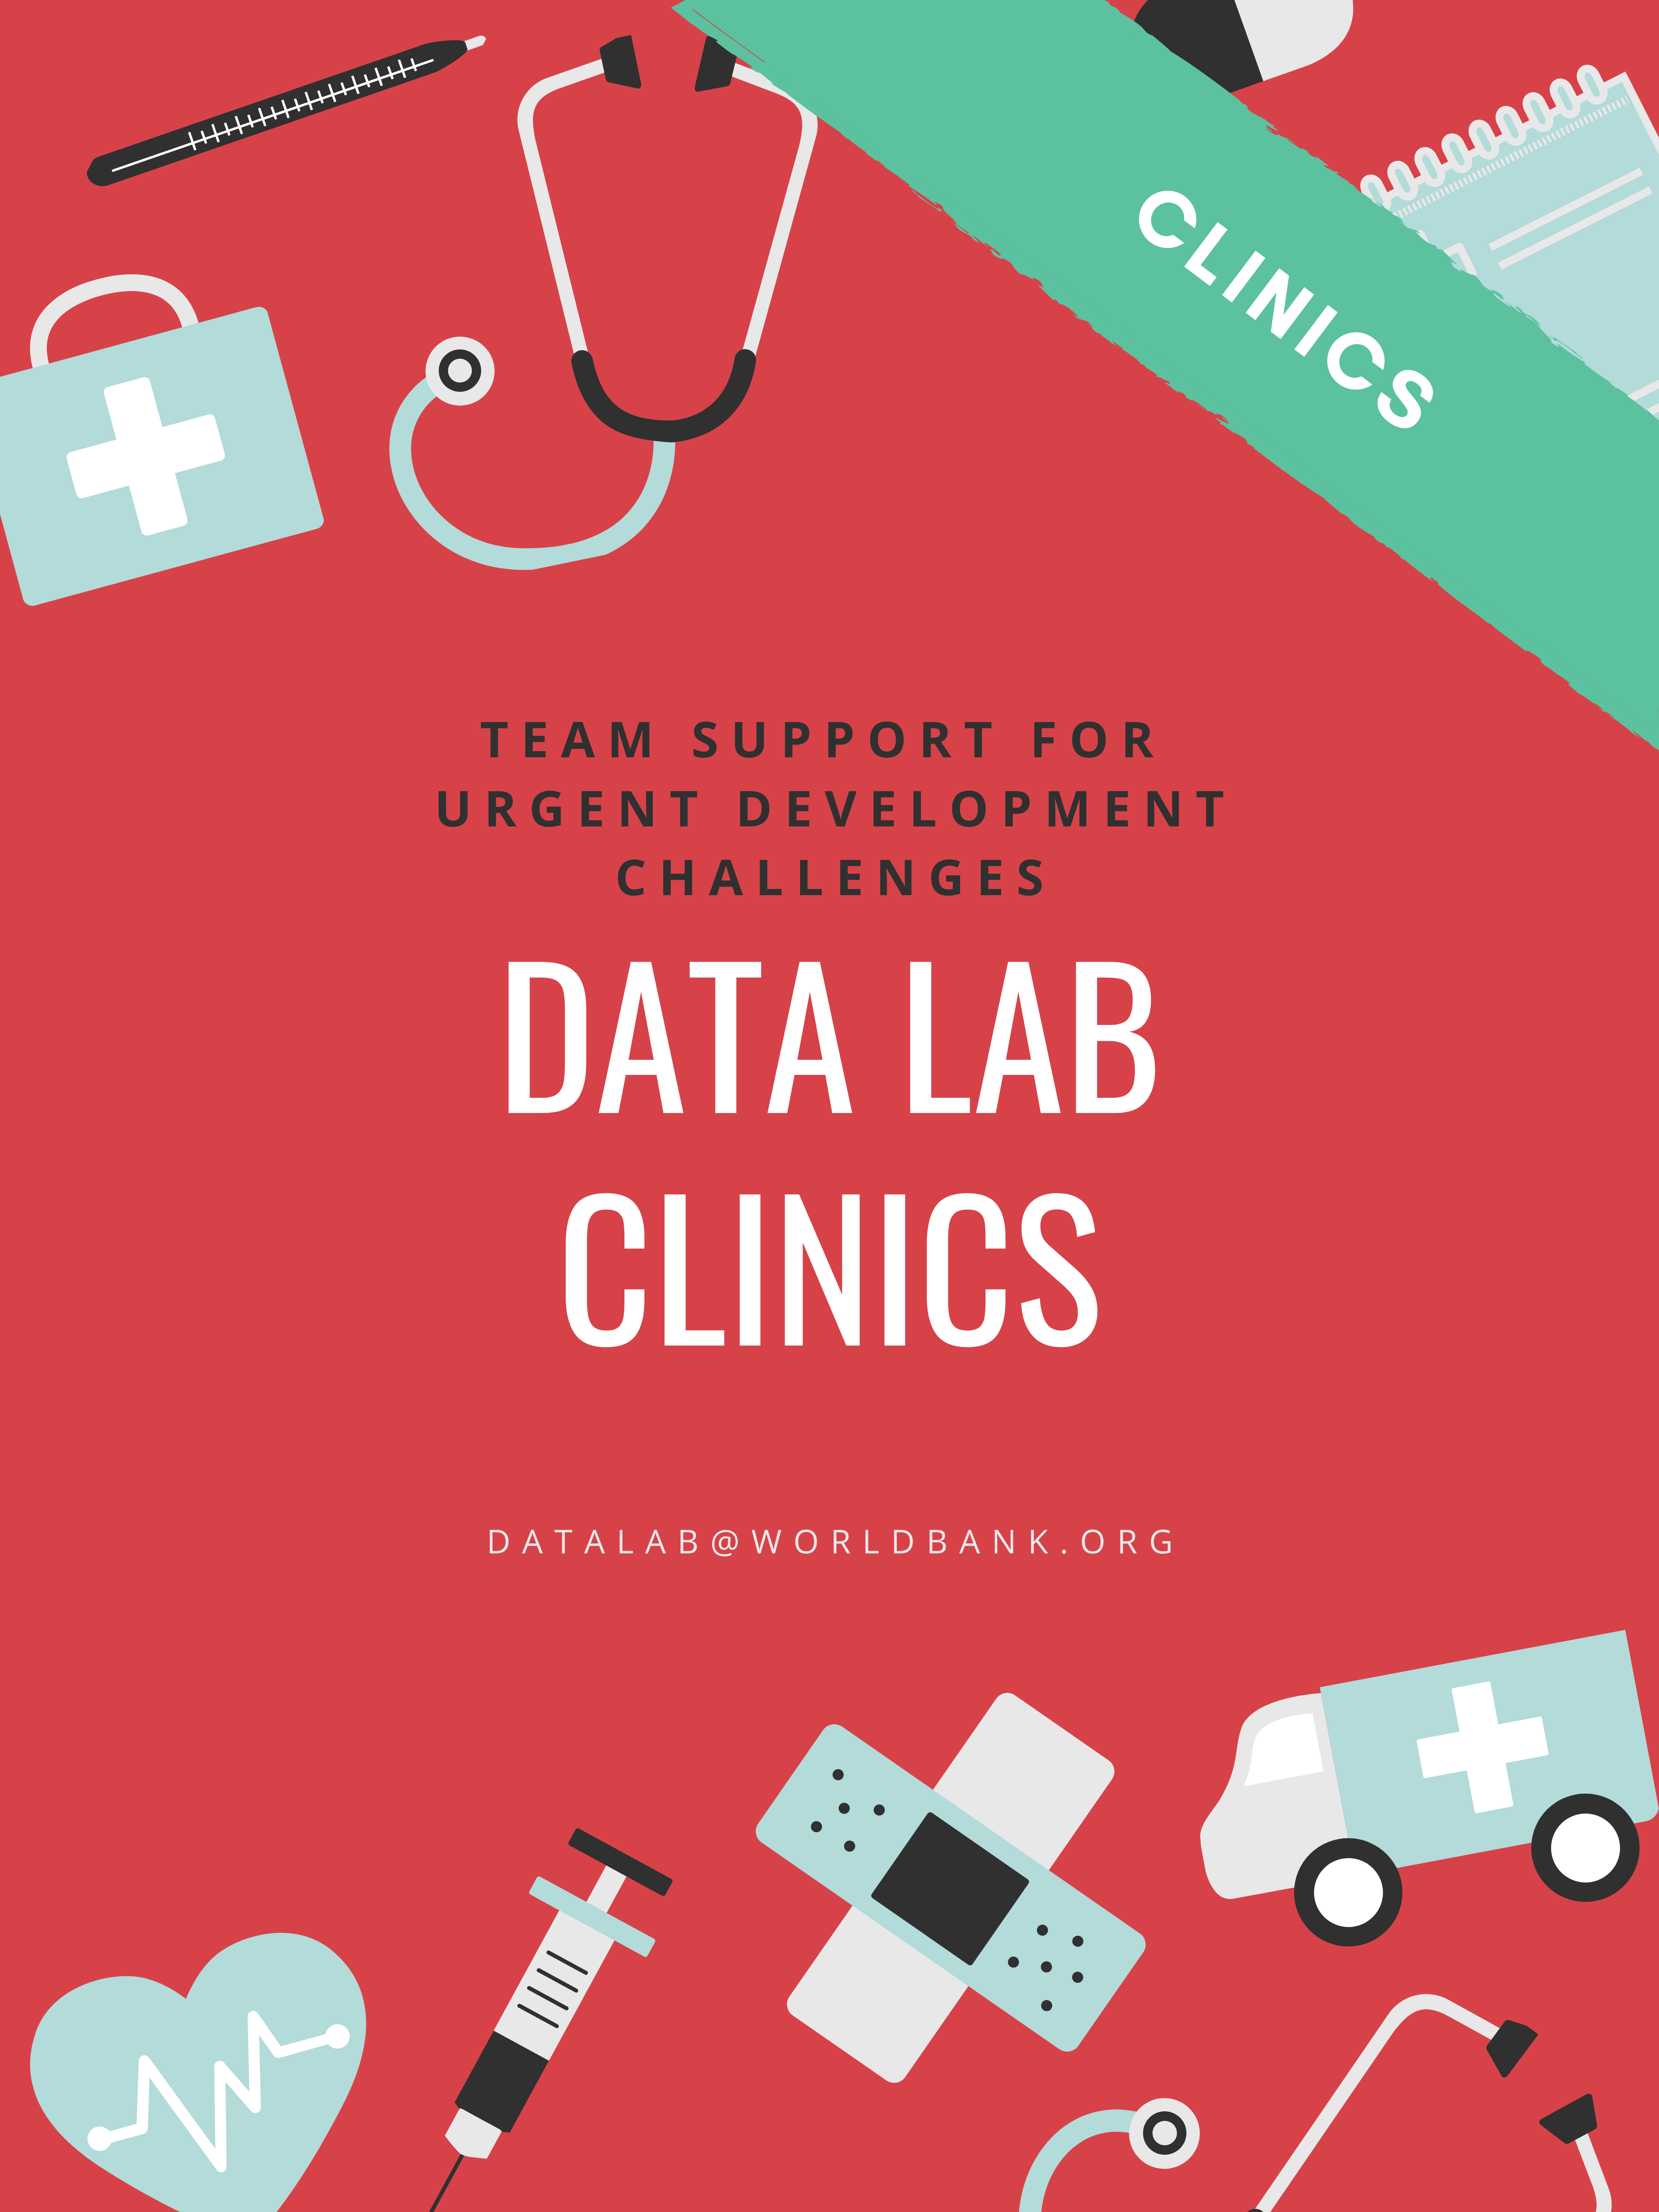 CLINICS
TEAM SUPPORT FOR
URGENT DEVELOPMENT
CHALLENGES
DATA LAB
CLINICS
DATALAB@WORLDBANK.ORG